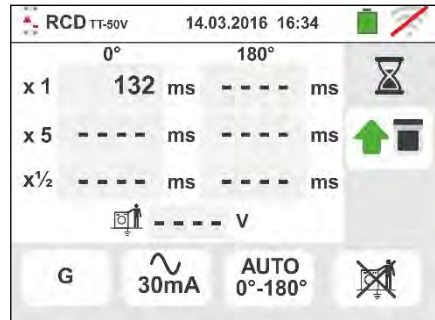 RCD TT-50V 14.03.2016 16:34
0° 180°
x 1 132 ms - - - - ms
x 5 - - - - ms - - - - ms
x½ - - - - ms - - - - ms
- - - - V
G 30mA AUTO 0°-180°